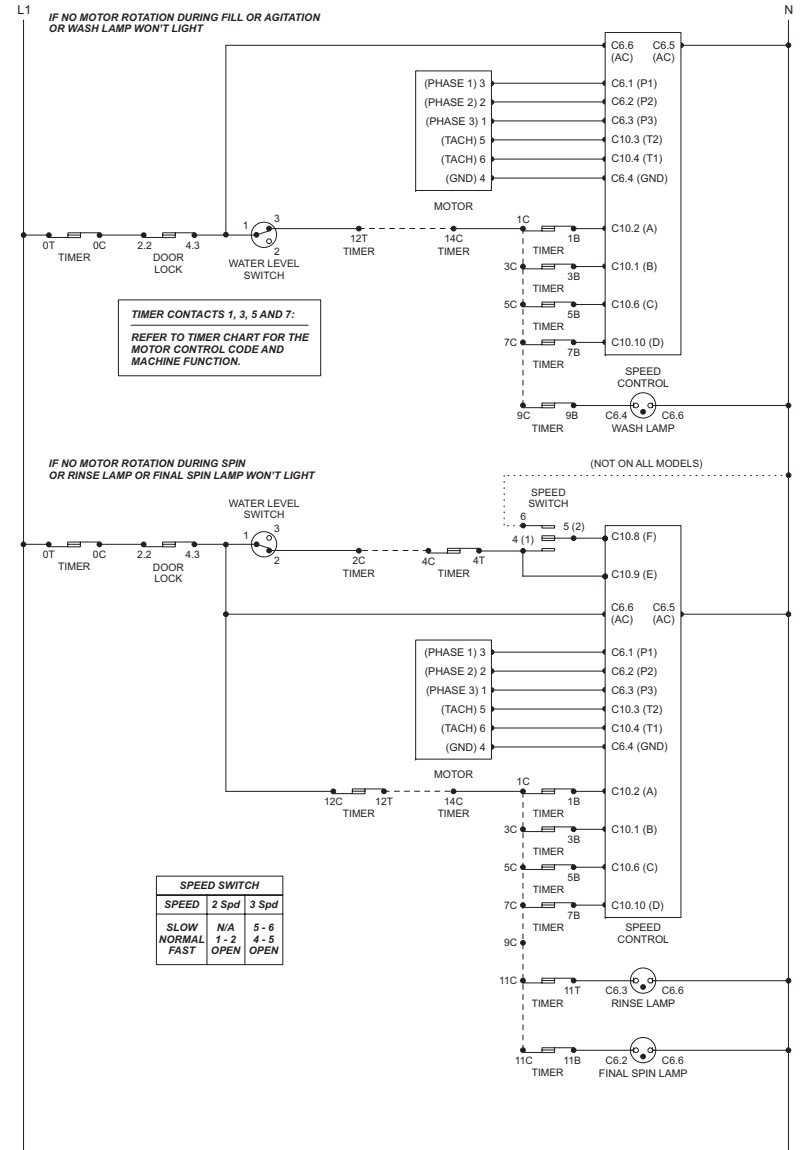 L1
N
IF NO MOTOR ROTATION DURING FILL OR AGITATION
OR WASH LAMP WON'T LIGHT
C6.6
(AC)
C6.5
(AC)
(PHASE 1) 3
C6.1 (P1)
(PHASE 2) 2
C6.2 (P2)
(PHASE 3) 1
C6.3 (P3)
(TACH) 5
C10.3 (T2)
(TACH) 6
C10.4 (T1)
(GND) 4
C6.4 (GND)
MOTOR
0T
0C
TIMER
2.2
4.3
DOOR
LOCK
1
3
2
WATER LEVEL
SWITCH
12T
TIMER
14C
TIMER
1C
1B
TIMER
C10.2 (A)
3C
3B
TIMER
C10.1 (B)
5C
5B
TIMER
C10.6 (C)
7C
7B
TIMER
C10.10 (D)
SPEED
CONTROL
9C
9B
TIMER
C6.4
C6.6
WASH LAMP
TIMER CONTACTS 1, 3, 5 AND 7:
REFER TO TIMER CHART FOR THE
MOTOR CONTROL CODE AND
MACHINE FUNCTION.
IF NO MOTOR ROTATION DURING SPIN
OR RINSE LAMP OR FINAL SPIN LAMP WON'T LIGHT
(NOT ON ALL MODELS)
WATER LEVEL
SWITCH
1
3
2
0T
0C
TIMER
2.2
4.3
DOOR
LOCK
2C
TIMER
4C
4T
TIMER
SPEED
SWITCH
6
5 (2)
4 (1)
C10.8 (F)
C10.9 (E)
C6.6
(AC)
C6.5
(AC)
(PHASE 1) 3
C6.1 (P1)
(PHASE 2) 2
C6.2 (P2)
(PHASE 3) 1
C6.3 (P3)
(TACH) 5
C10.3 (T2)
(TACH) 6
C10.4 (T1)
(GND) 4
C6.4 (GND)
MOTOR
12C
12T
TIMER
14C
TIMER
1C
1B
TIMER
C10.2 (A)
3C
3B
TIMER
C10.1 (B)
5C
5B
TIMER
C10.6 (C)
7C
7B
TIMER
C10.10 (D)
SPEED
CONTROL
9C
11C
11T
TIMER
C6.3
C6.6
RINSE LAMP
11C
11B
TIMER
C6.2
C6.6
FINAL SPIN LAMP
SPEED SWITCH
SPEED 2 Spd 3 Spd
SLOW N/A 5 - 6
NORMAL 1 - 2 4 - 5
FAST OPEN OPEN